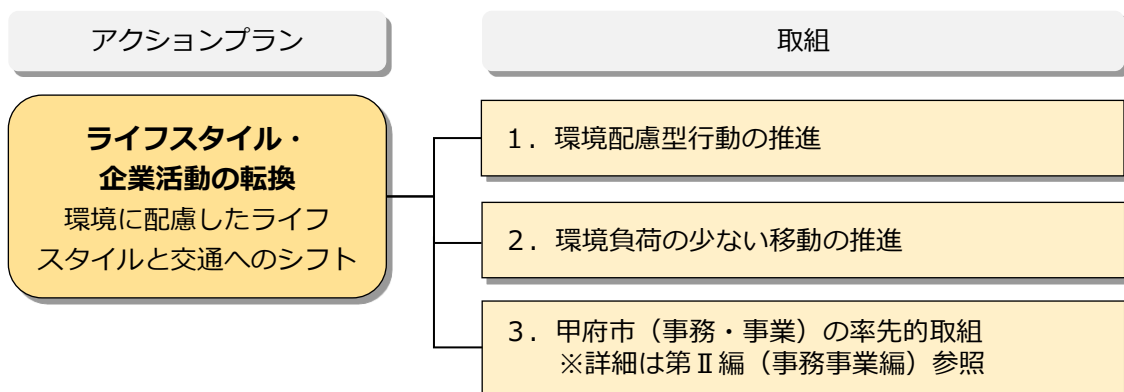 アクションプラン
取組
ライフスタイル・
企業活動の転換
環境に配慮したライフ
スタイルと交通へのシフト
1．環境配慮型行動の推進
2．環境負荷の少ない移動の推進
3．甲府市（事務・事業）の率先的取組
※詳細は第Ⅱ編（事務事業編）参照